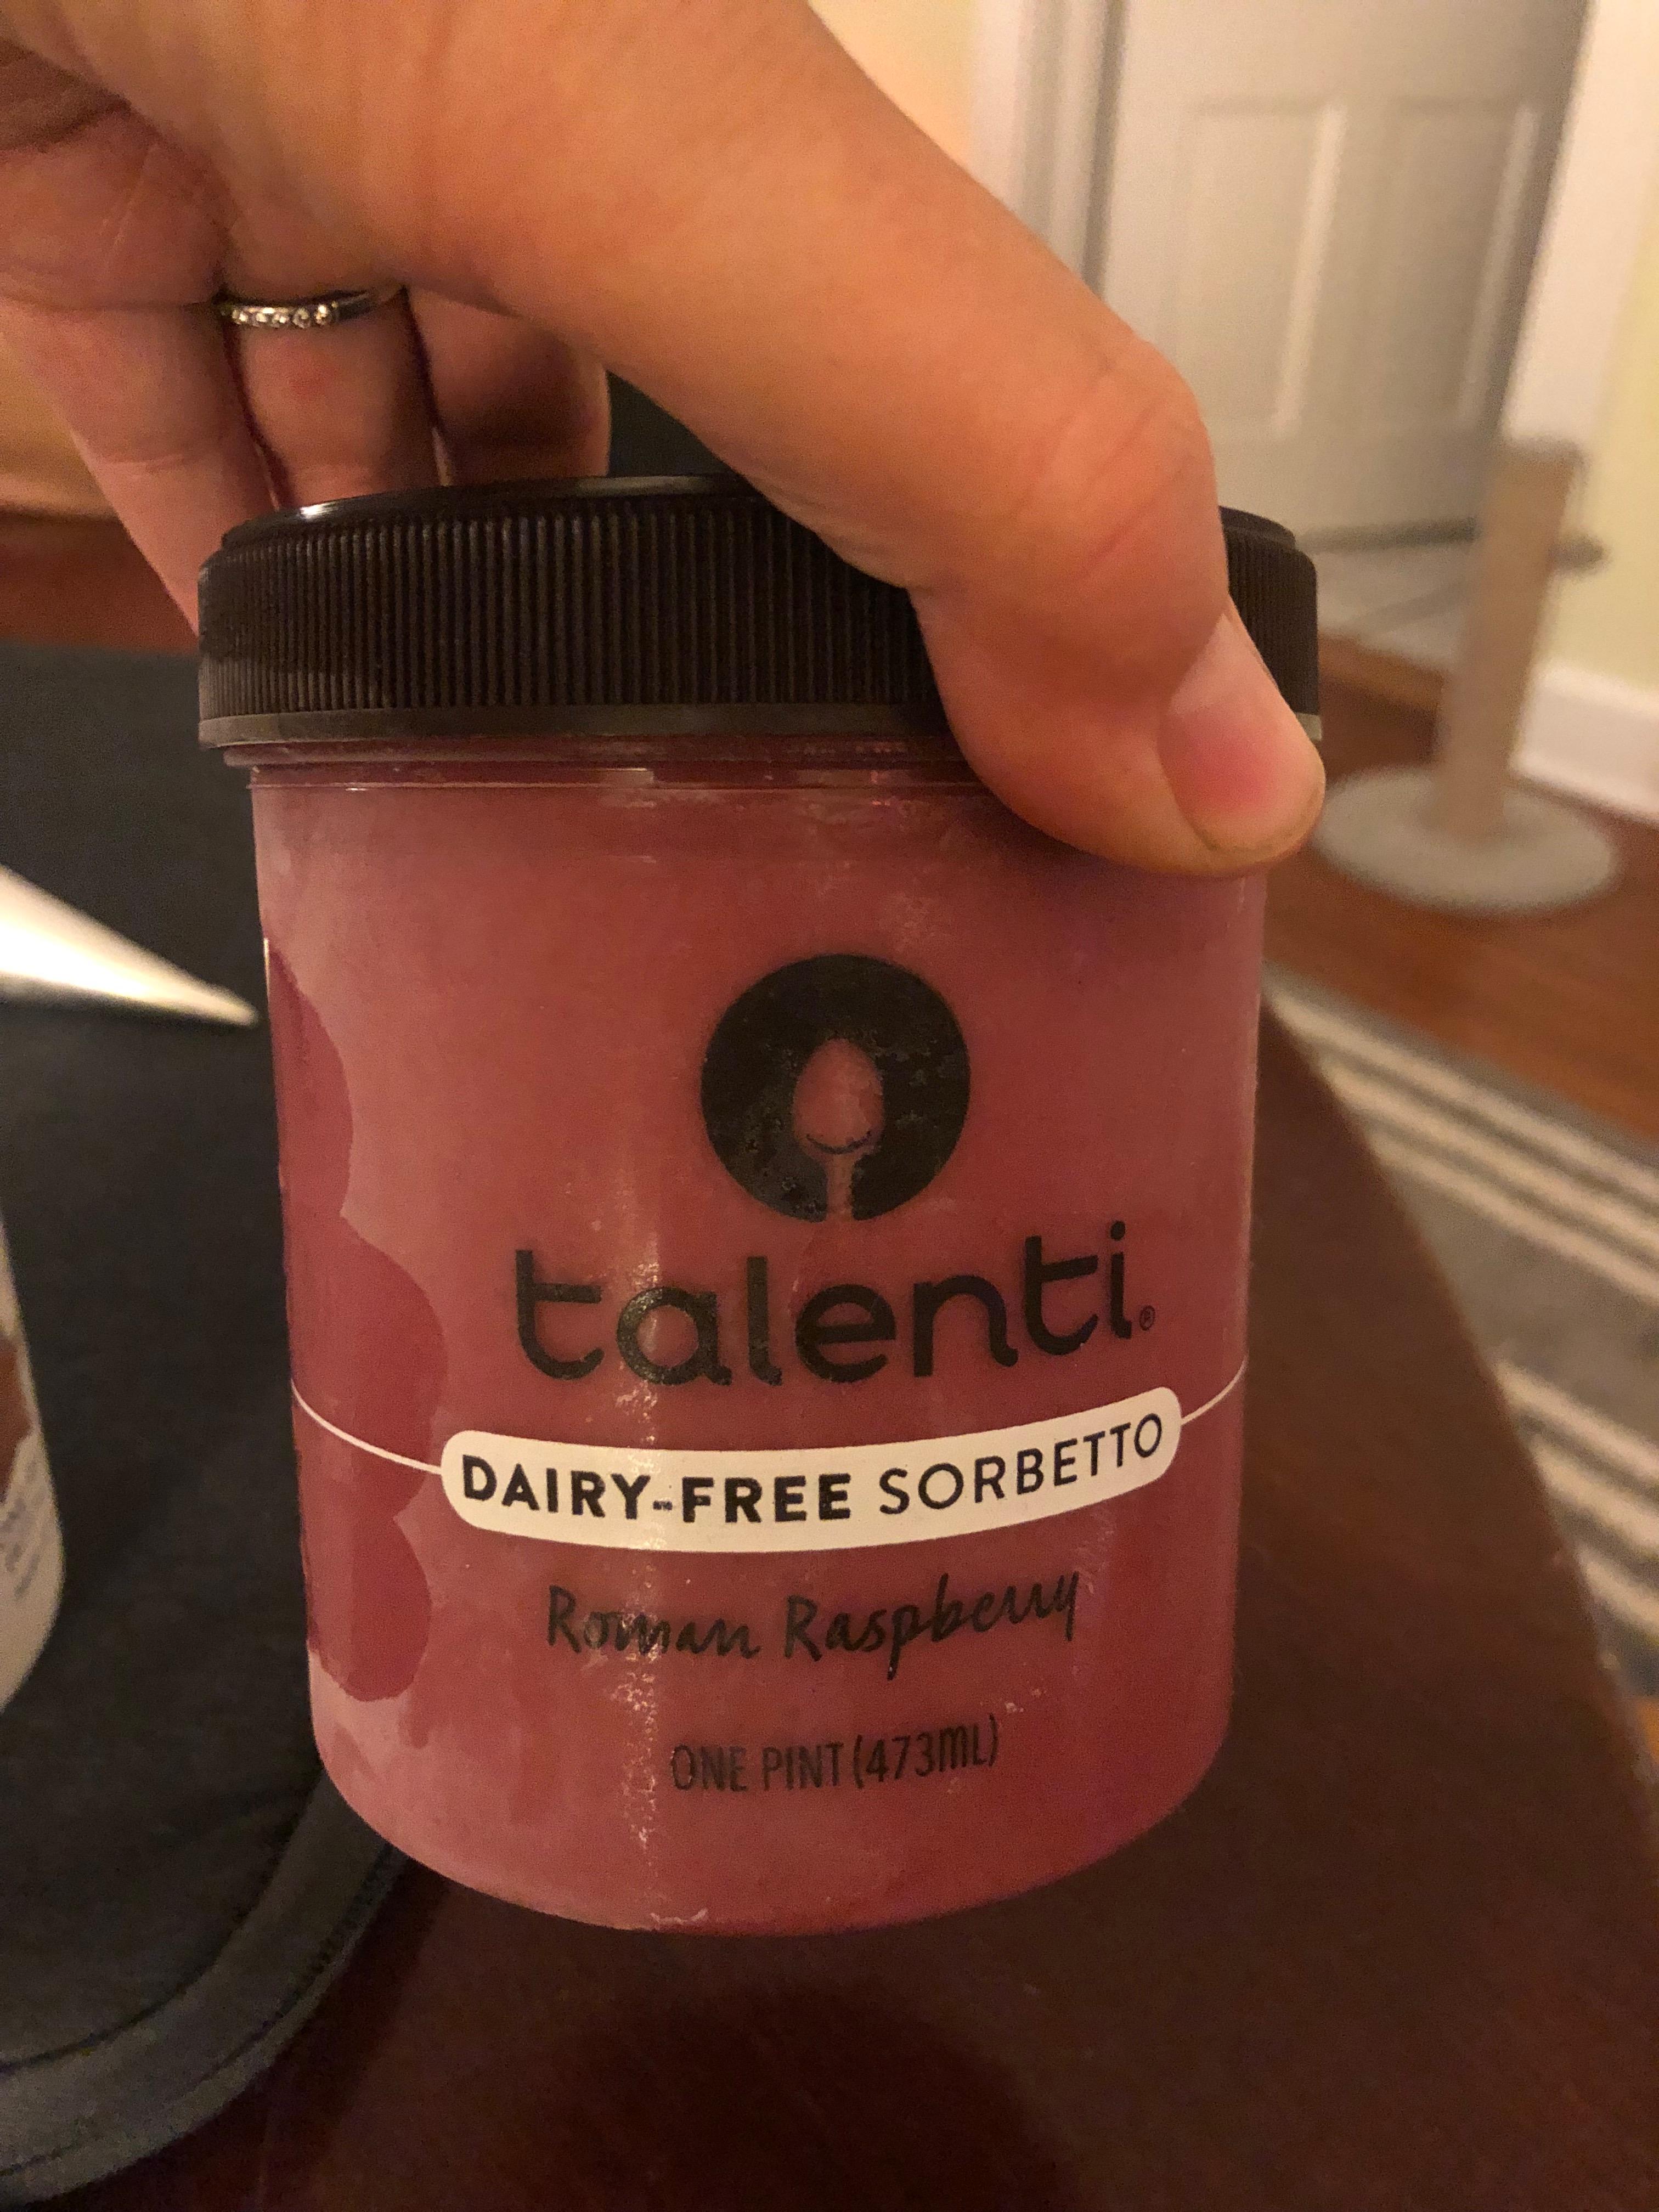 talenti®
DAIRY-FREE SORBETTO
Roman Raspberry
ONE PINT (473mL)